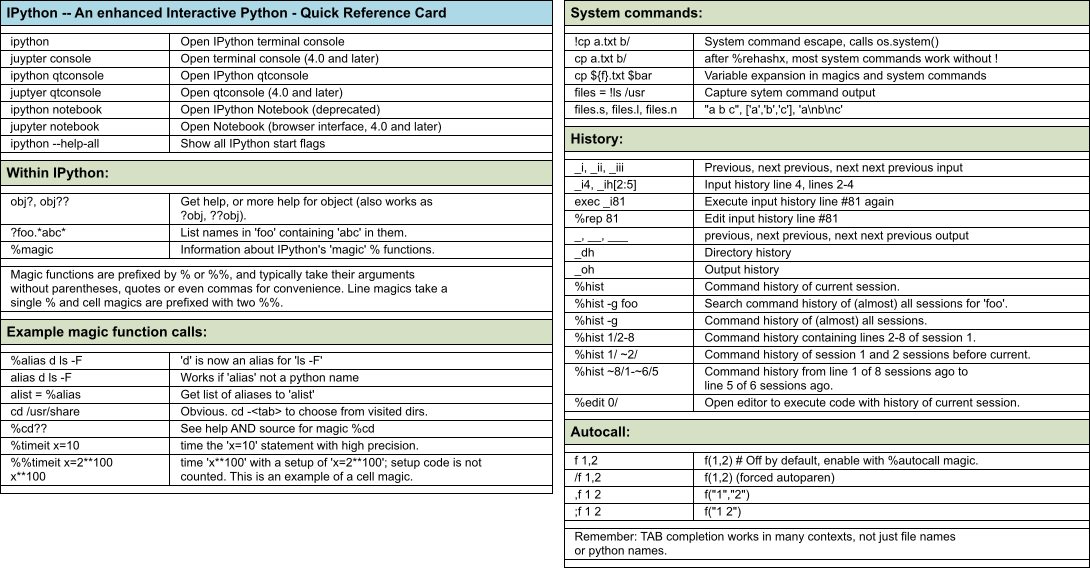 IPython -- An enhanced Interactive Python - Quick Reference Card
ipython Open IPython terminal console
juypter console Open terminal console (4.0 and later)
ipython qtconsole Open IPython qtconsole
juptyer qtconsole Open qtconsole (4.0 and later)
ipython notebook Open IPython Notebook (deprecated)
jupyter notebook Open Notebook (browser interface, 4.0 and later)
ipython --help-all Show all IPython start flags
Within IPython:
obj?, obj?? Get help, or more help for object (also works as
?obj, ??obj).
?foo.*abc* List names in 'foo' containing 'abc' in them.
%magic Information about IPython's 'magic' % functions.
Magic functions are prefixed by % or %%, and typically take their arguments
without parentheses, quotes or even commas for convenience. Line magics take a
single % and cell magics are prefixed with two %%.
Example magic function calls:
%alias d ls -F 'd' is now an alias for 'ls -F'
alias d ls -F Works if 'alias' not a python name
alist = %alias Get list of aliases to 'alist'
cd /usr/share Obvious. cd -<tab> to choose from visited dirs.
%cd?? See help AND source for magic %cd
%timeit x=10 time the 'x=10' statement with high precision.
%%timeit x=2**100 time 'x**100' with a setup of 'x=2**100'; setup code is not
x**100 counted. This is an example of a cell magic.
System commands:
!cp a.txt b/ System command escape, calls os.system()
cp a.txt b/ after %rehashx, most system commands work without !
cp ${f}.txt $bar Variable expansion in magics and system commands
files = !ls /usr Capture sytem command output
files.s, files.l, files.n "a b c", ['a','b','c'], 'a\nb\nc'
History:
_i, _ii, _iii Previous, next previous, next next previous input
_i4, _ih[2:5] Input history line 4, lines 2-4
exec _i81 Execute input history line #81 again
%rep 81 Edit input history line #81
_, __, ___ previous, next previous, next next previous output
_dh Directory history
_oh Output history
%hist Command history of current session.
%hist -g foo Search command history of (almost) all sessions for 'foo'.
%hist -g Command history of (almost) all sessions.
%hist 1/2-8 Command history containing lines 2-8 of session 1.
%hist 1/ ~2/ Command history of session 1 and 2 sessions before current.
%hist ~8/1-~6/5 Command history from line 1 of 8 sessions ago to
line 5 of 6 sessions ago.
%edit 0/ Open editor to execute code with history of current session.
Autocall:
f 1,2 f(1,2) # Off by default, enable with %autocall magic.
/f 1,2 f(1,2) (forced autoparen)
,f 1 2 f("1","2")
;f 1 2 f("1 2")
Remember: TAB completion works in many contexts, not just file names
or python names.